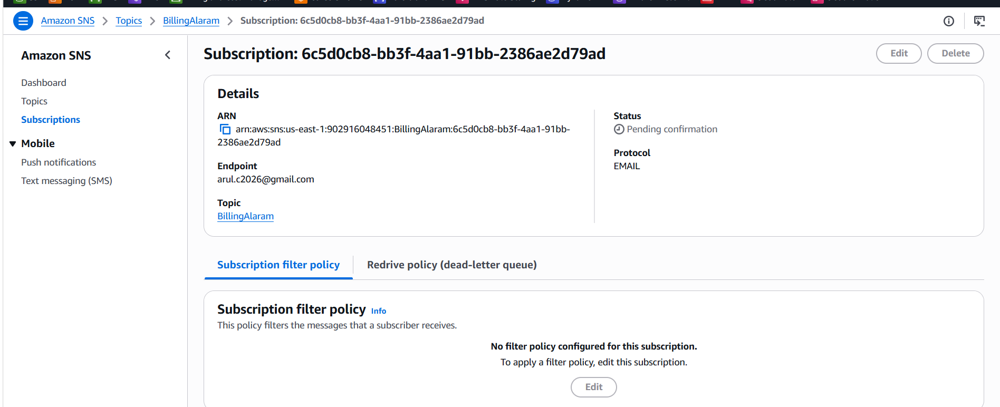 Amazon SNS > Topics > BillingAlaram > Subscription: 6c5d0cb8-bb3f-4aa1-91bb-2386ae2d79ad
Amazon SNS
Dashboard
Topics
Subscriptions
Mobile
Push notifications
Text messaging (SMS)
Subscription: 6c5d0cb8-bb3f-4aa1-91bb-2386ae2d79ad
Edit
Delete
Details
ARN
arn:aws:sns:us-east-1:902916048451:BillingAlaram:6c5d0cb8-bb3f-4aa1-91bb-
2386ae2d79ad
Endpoint
arul.c2026@gmail.com
Topic
BillingAlaram
Status
Pending confirmation
Protocol
EMAIL
Subscription filter policy
Redrive policy (dead-letter queue)
Subscription filter policy Info
This policy filters the messages that a subscriber receives.
No filter policy configured for this subscription.
To apply a filter policy, edit this subscription.
Edit